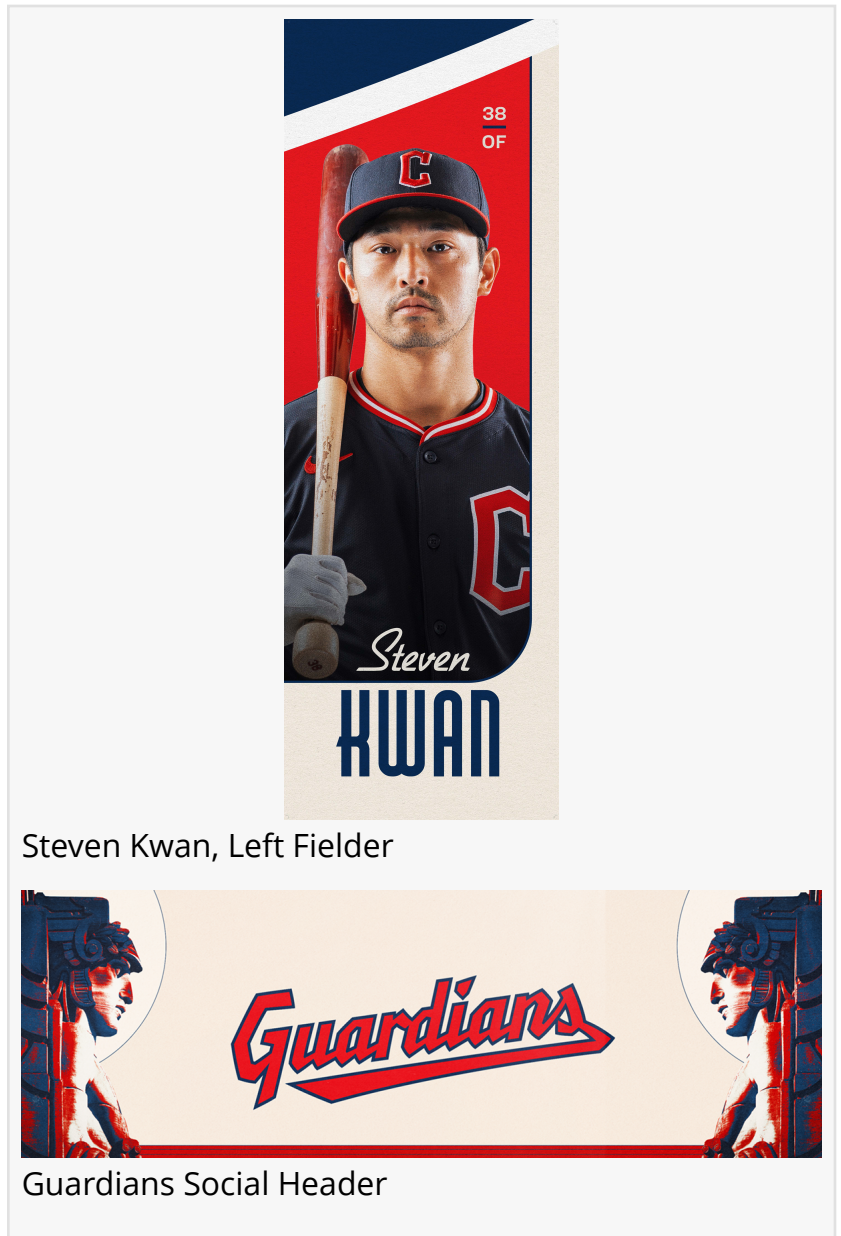 38
OF
C
C
Steven
KWAN
Steven Kwan, Left Fielder
Guardians
Guardians Social Header